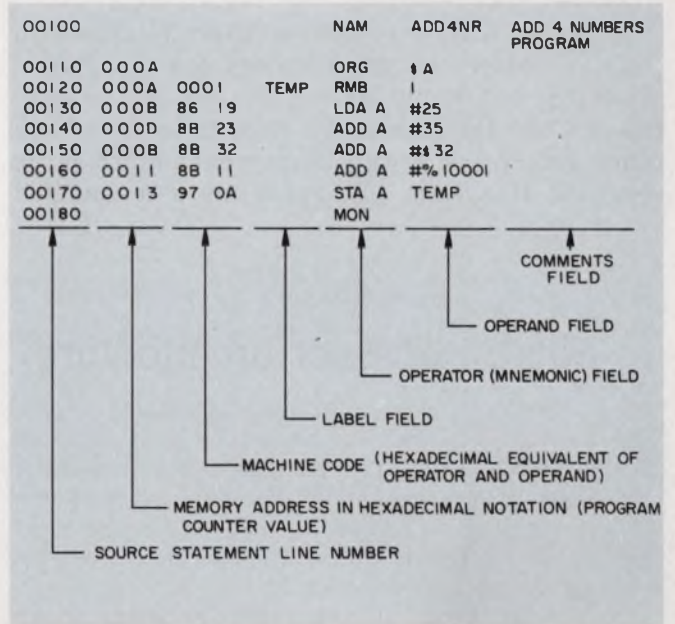 00100 NAM ADD4NR ADD 4 NUMBERS
PROGRAM
00110 000A ORG $A
00120 000A 0001 TEMP RMB 1
00130 000B 86 19 LDA A #25
00140 000D 8B 23 ADD A #35
00150 000B 8B 32 ADD A #$32
00160 0011 8B 11 ADD A #%10001
00170 0013 97 0A STA A TEMP
00180 MON
COMMENTS
FIELD
OPERAND FIELD
OPERATOR (MNEMONIC) FIELD
LABEL FIELD
MACHINE CODE (HEXADECIMAL EQUIVALENT OF
OPERATOR AND OPERAND)
MEMORY ADDRESS IN HEXADECIMAL NOTATION (PROGRAM
COUNTER VALUE)
SOURCE STATEMENT LINE NUMBER